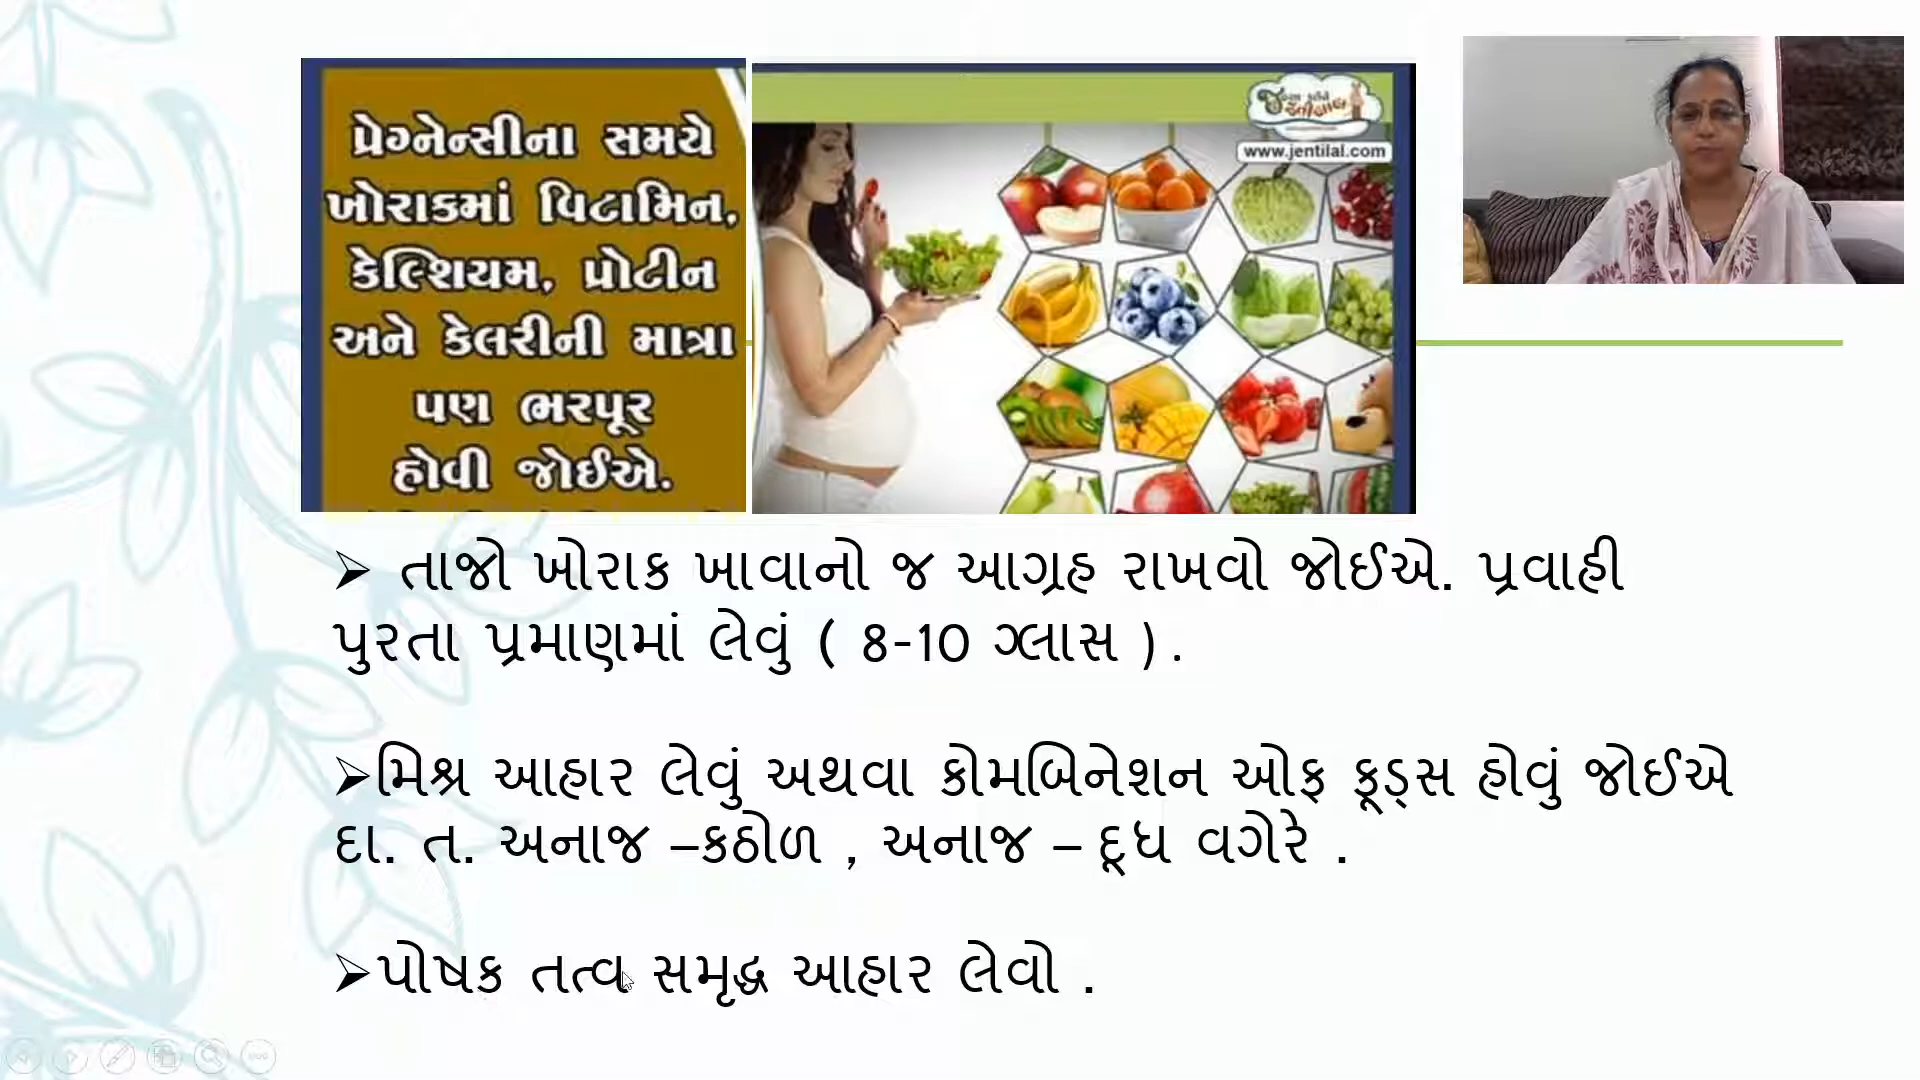 પ્રેગ્નેન્સીના સમયે
ખોરાકમાં વિટામિન,
કેલ્શિયમ, પ્રોટીન
અને કેલરીની માત્રા
પણ ભરપૂર
હોવી જોઈએ.
www.jentilal.com
➢ તાજો ખોરાક ખાવાનો જ આગ્રહ રાખવો જોઈએ. પ્રવાહી
પુરતા પ્રમાણમાં લેવું ( 8-10 ગ્લાસ ) .
➢મિશ્ર આહાર લેવું અથવા કોમબિનેશન ઓફ ફૂડ્સ હોવું જોઈએ
દા. ત. અનાજ –કઠોળ , અનાજ – દૂધ વગેરે .
➢પોષક તત્વ સમૃદ્ધ આહાર લેવો .